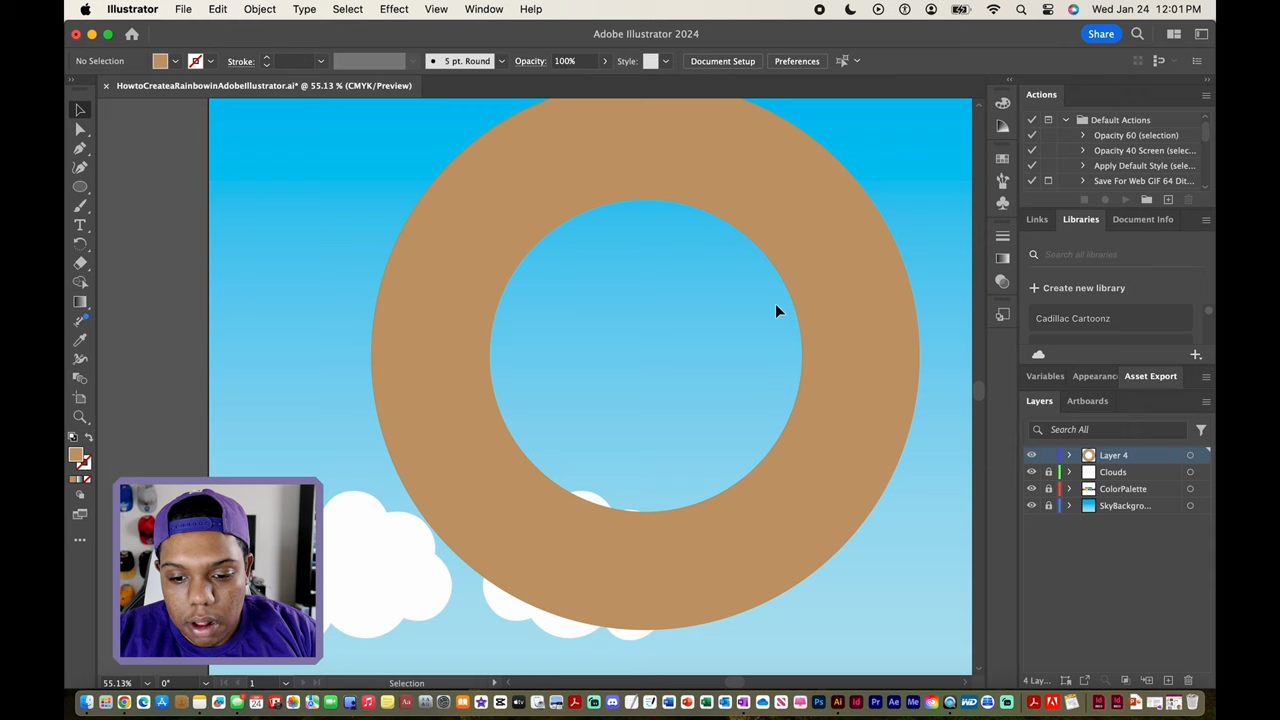 Illustrator File Edit Object Type Select Effect View Window Help Wed Jan 24 12:01PM
Adobe Illustrator 2024 Share
No Selection Stroke: 5 pt. Round Opacity: 100% Style: Document Setup Preferences
HowtoCreateaRainbowinAdobeIllustrator.ai* @ 55.13 % (CMYK/Preview)
Actions
Default Actions
Opacity 60 (selection)
Opacity 40 Screen (selec...
Apply Default Style (sele...
Save For Web GIF 64 Dit...
Links Libraries Document Info
Search all libraries
Create new library
Cadillac Cartoonz
Variables Appearanc Asset Export
Layers Artboards
Search All
Layer 4
Clouds
ColorPalette
SkyBackgro...
55.13% 0° 1 Selection 4 Lay...